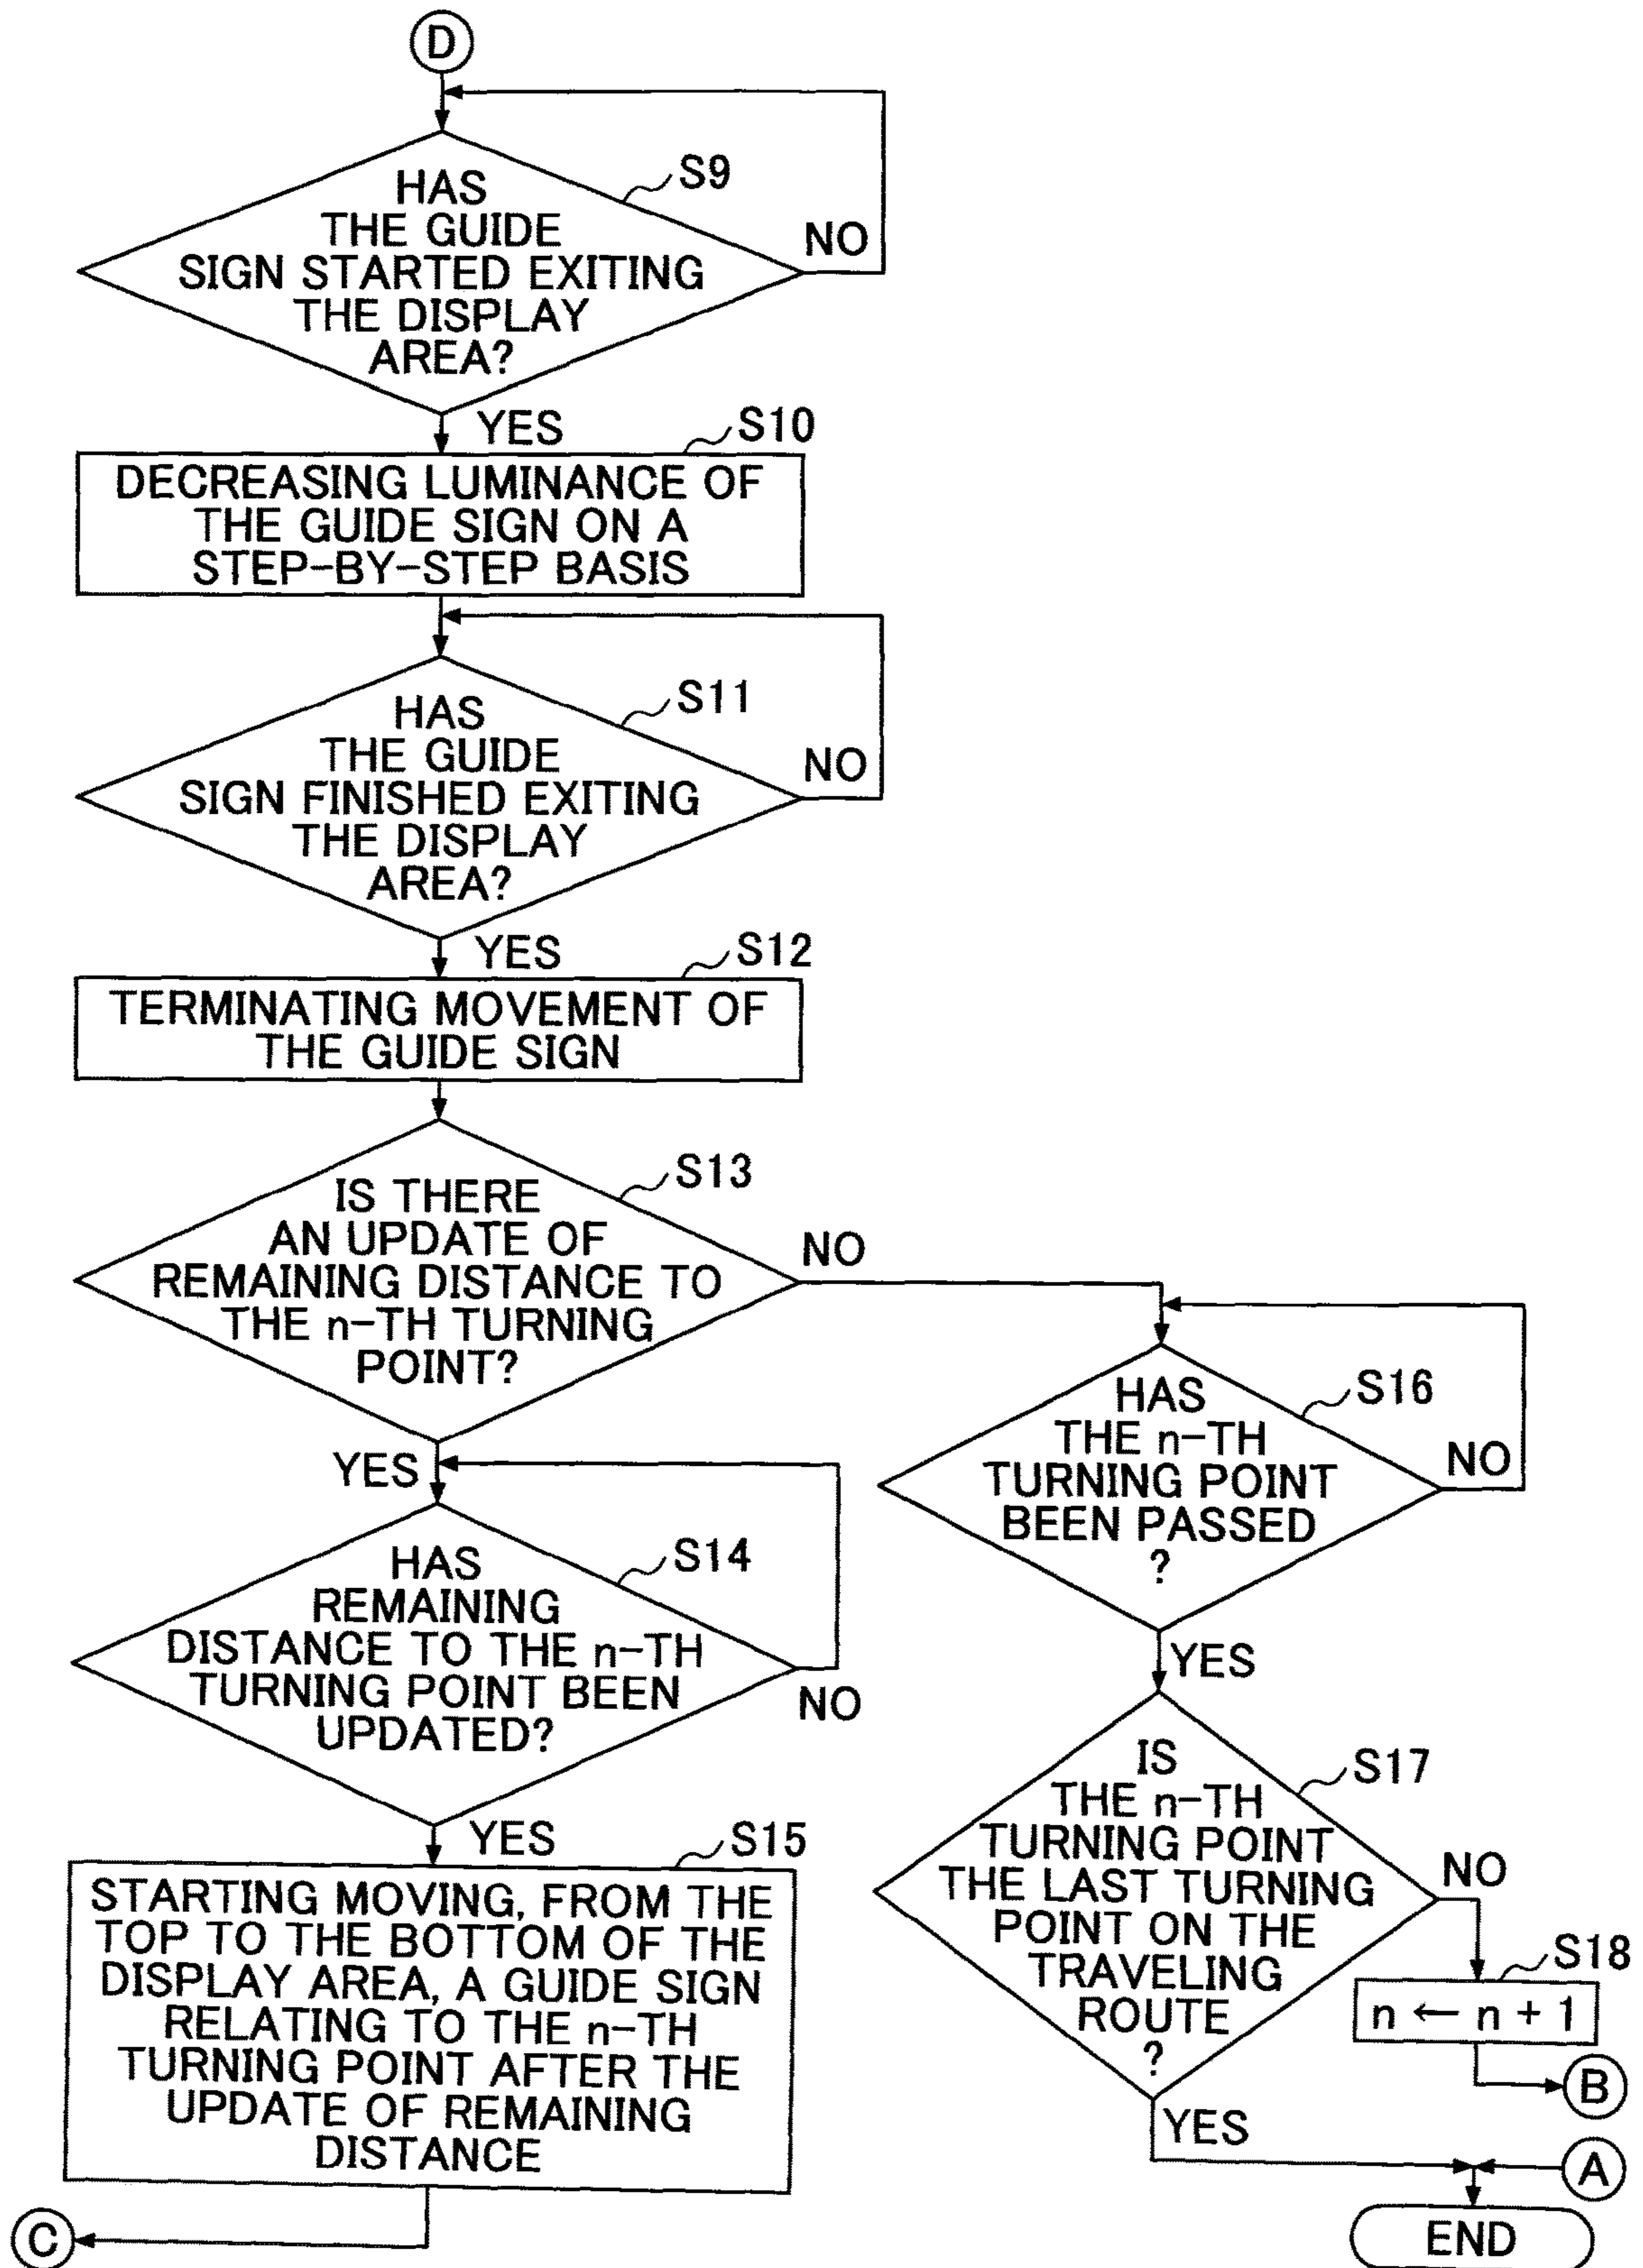 D
S9
HAS
THE GUIDE
SIGN STARTED EXITING
THE DISPLAY
AREA?
NO
YES
S10
DECREASING LUMINANCE OF
THE GUIDE SIGN ON A
STEP-BY-STEP BASIS
S11
HAS
THE GUIDE
SIGN FINISHED EXITING
THE DISPLAY
AREA?
NO
YES
S12
TERMINATING MOVEMENT OF
THE GUIDE SIGN
S13
IS THERE
AN UPDATE OF
REMAINING DISTANCE TO
THE n-TH TURNING
POINT?
NO
YES
S14
HAS
REMAINING
DISTANCE TO THE n-TH
TURNING POINT BEEN
UPDATED?
NO
YES
S15
STARTING MOVING, FROM THE
TOP TO THE BOTTOM OF THE
DISPLAY AREA, A GUIDE SIGN
RELATING TO THE n-TH
TURNING POINT AFTER THE
UPDATE OF REMAINING
DISTANCE
C
S16
HAS
THE n-TH
TURNING POINT
BEEN PASSED
?
NO
YES
S17
IS
THE n-TH
TURNING POINT
THE LAST TURNING
POINT ON THE
TRAVELING
ROUTE
?
NO
S18
n ← n + 1
B
YES
A
END